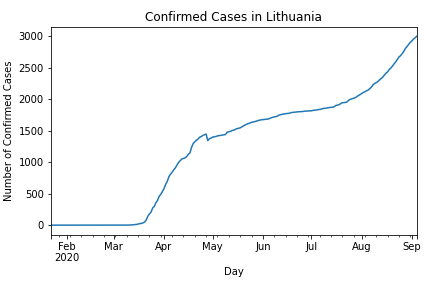 Confirmed Cases in Lithuania
Number of Confirmed Cases
3000
2500
2000
1500
1000
500
0
Feb Mar Apr May Jun Jul Aug Sep
2020
Day